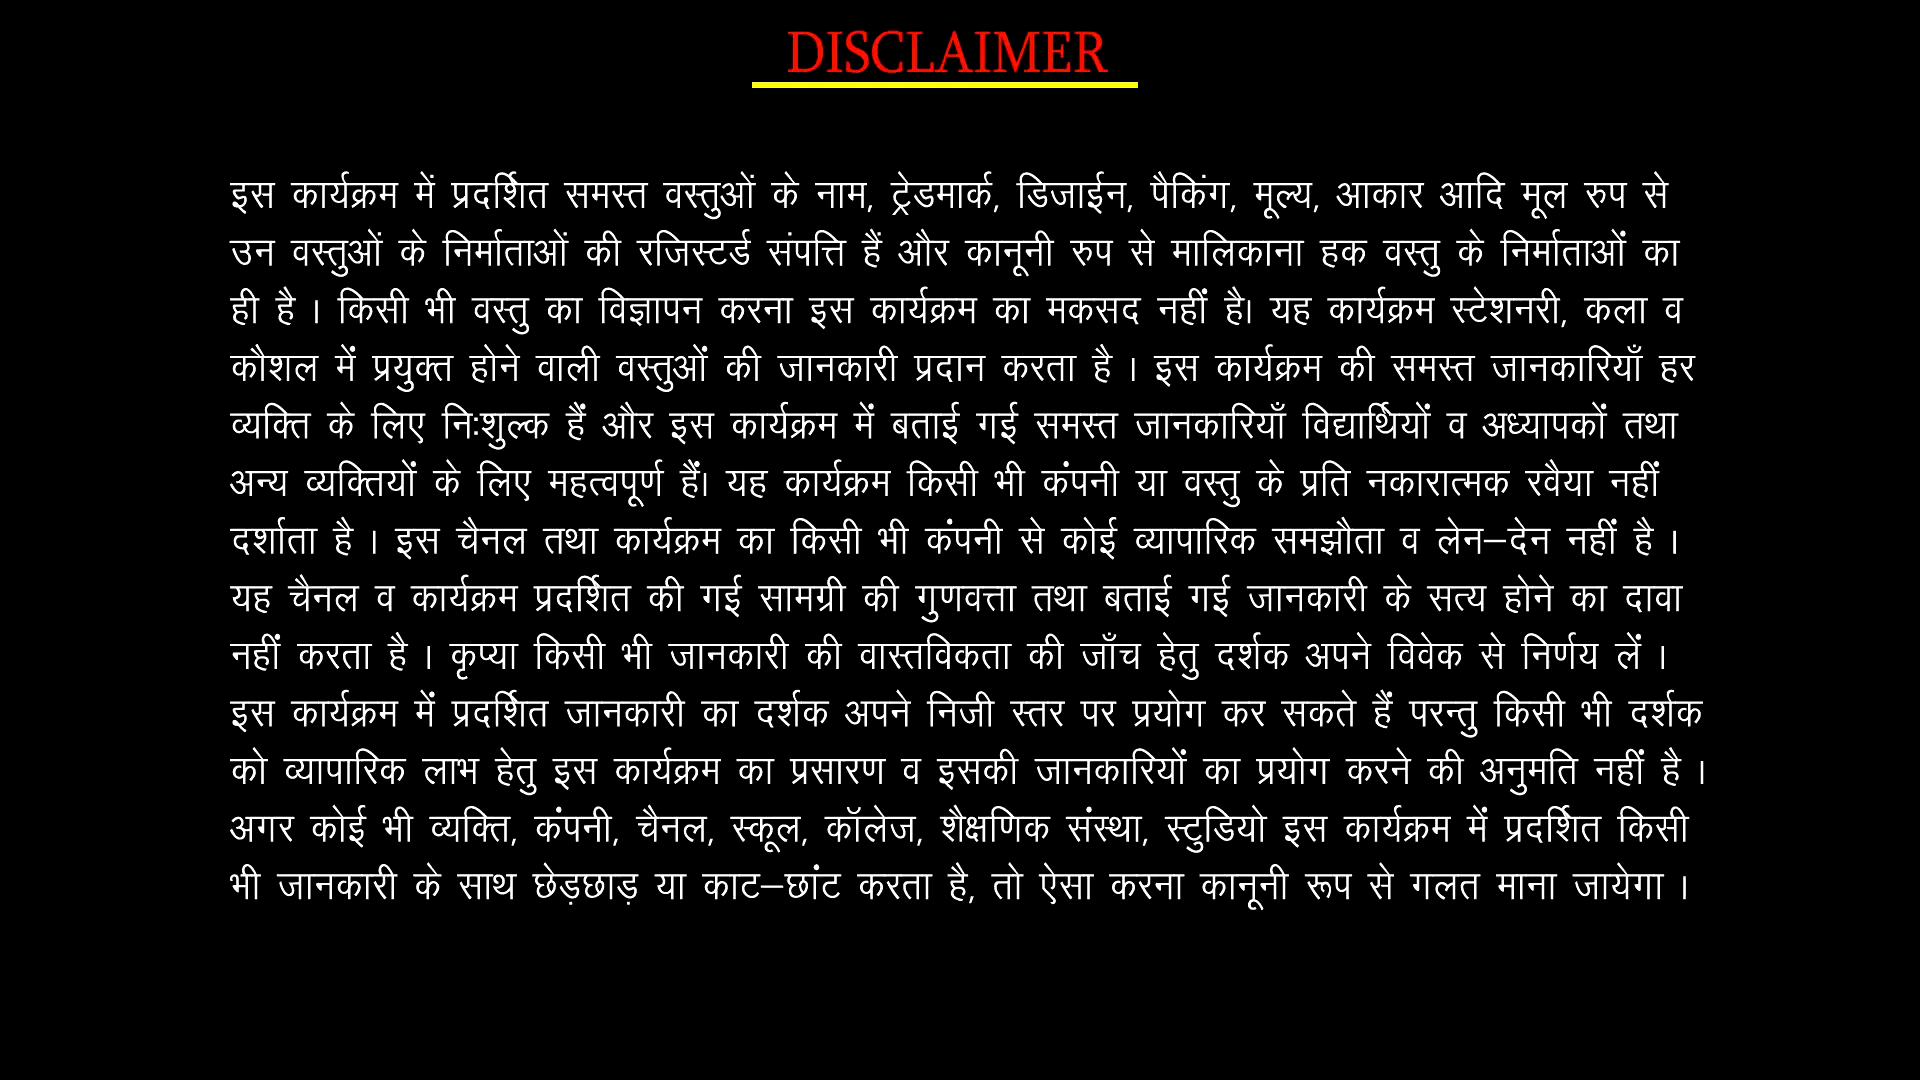 DISCLAIMER
इस कार्यक्रम में प्रदर्शित समस्त वस्तुओं के नाम, ट्रेडमार्क, डिजाईन, पैकिंग, मूल्य, आकार आदि मूल रुप से
उन वस्तुओं के निर्माताओं की रजिस्टर्ड संपत्ति हैं और कानूनी रुप से मालिकाना हक वस्तु के निर्माताओं का
ही है । किसी भी वस्तु का विज्ञापन करना इस कार्यक्रम का मकसद नहीं है। यह कार्यक्रम स्टेशनरी, कला व
कौशल में प्रयुक्त होने वाली वस्तुओं की जानकारी प्रदान करता है । इस कार्यक्रम की समस्त जानकारियाँ हर
व्यक्ति के लिए निःशुल्क हैं और इस कार्यक्रम में बताई गई समस्त जानकारियाँ विद्यार्थियों व अध्यापकों तथा
अन्य व्यक्तियों के लिए महत्वपूर्ण हैं। यह कार्यक्रम किसी भी कंपनी या वस्तु के प्रति नकारात्मक रवैया नहीं
दर्शाता है । इस चैनल तथा कार्यक्रम का किसी भी कंपनी से कोई व्यापारिक समझौता व लेन–देन नहीं है ।
यह चैनल व कार्यक्रम प्रदर्शित की गई सामग्री की गुणवत्ता तथा बताई गई जानकारी के सत्य होने का दावा
नहीं करता है । कृप्या किसी भी जानकारी की वास्तविकता की जाँच हेतु दर्शक अपने विवेक से निर्णय लें ।
इस कार्यक्रम में प्रदर्शित जानकारी का दर्शक अपने निजी स्तर पर प्रयोग कर सकते हैं परन्तु किसी भी दर्शक
को व्यापारिक लाभ हेतु इस कार्यक्रम का प्रसारण व इसकी जानकारियों का प्रयोग करने की अनुमति नहीं है ।
अगर कोई भी व्यक्ति, कंपनी, चैनल, स्कूल, कॉलेज, शैक्षणिक संस्था, स्टुडियो इस कार्यक्रम में प्रदर्शित किसी
भी जानकारी के साथ छेड़छाड़ या काट–छांट करता है, तो ऐसा करना कानूनी रूप से गलत माना जायेगा ।